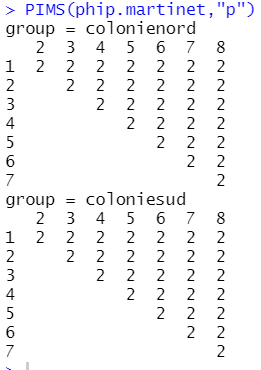 > PIMS(phip.martinet,"p")
group = colonienord
2 3 4 5 6 7 8
1 2 2 2 2 2 2 2
2 2 2 2 2 2 2
3 2 2 2 2 2
4 2 2 2 2
5 2 2 2
6 2 2
7 2
group = coloniesud
2 3 4 5 6 7 8
1 2 2 2 2 2 2 2
2 2 2 2 2 2 2
3 2 2 2 2 2
4 2 2 2 2
5 2 2 2
6 2 2
7 2
>